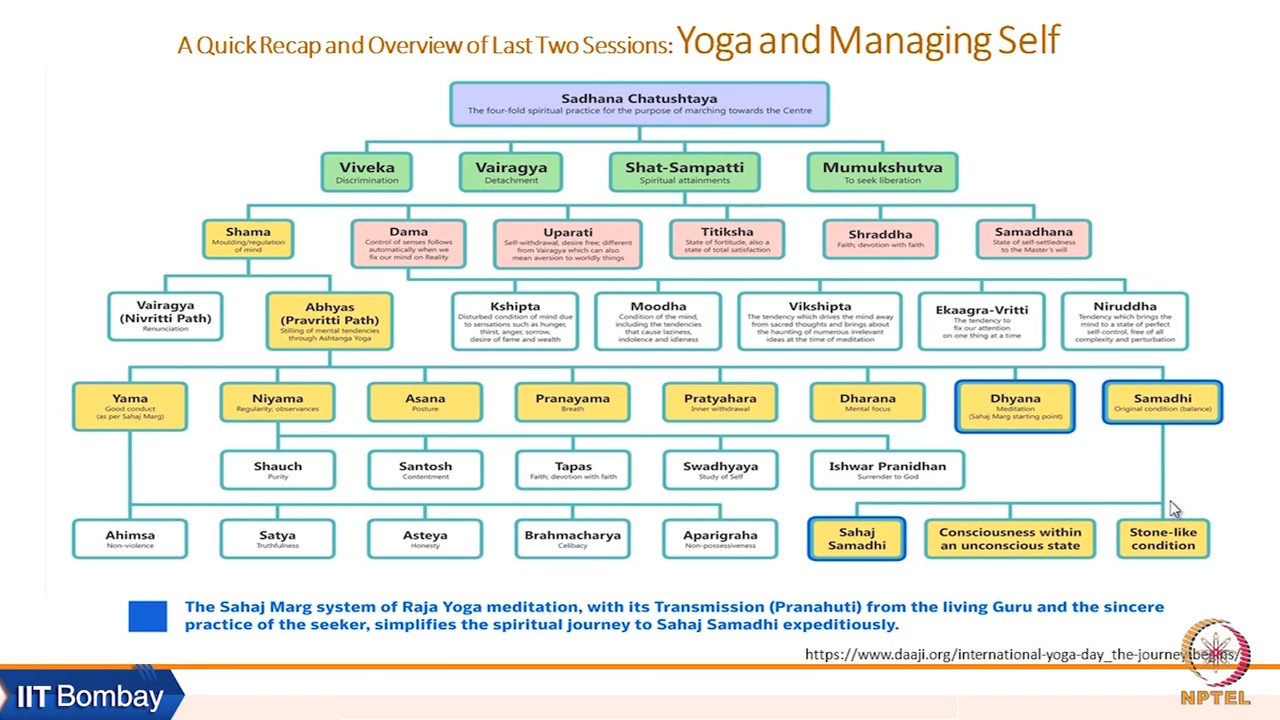 A Quick Recap and Overview of Last Two Sessions: Yoga and Managing Self
Sadhana Chatushtaya
The four-fold spiritual practice for the purpose of marching towards the Centre
Viveka
Discrimination
Vairagya
Detachment
Shat-Sampatti
Spiritual attainments
Mumukshutva
To seek liberation
Shama
Moulding/regulation
of mind
Dama
Control of senses follows
automatically when we
fix our mind on Reality
Uparati
Self-withdrawal, desire free; different
from Vairagya which can also
mean aversion to worldly things
Titiksha
State of fortitude, also a
state of total satisfaction
Shraddha
Faith; devotion with faith
Samadhana
State of self-settledness
to the Master's will
Vairagya
(Nivritti Path)
Renunciation
Abhyas
(Pravritti Path)
Stilling of mental tendencies
through Ashtanga Yoga
Kshipta
Disturbed condition of mind due
to sensations such as hunger,
thirst, anger, sorrow,
desire of fame and wealth
Moodha
Condition of the mind,
including the tendencies
that cause laziness,
indolence and idleness
Vikshipta
The tendency which drives the mind away
from sacred thoughts and brings about
the haunting of numerous irrelevant
ideas at the time of meditation
Ekaagra-Vritti
The tendency to
fix our attention
on one thing at a time
Niruddha
Tendency which brings the
mind to a state of perfect
self-control, free of all
complexity and perturbation
Yama
Good conduct
(as per Sahaj Marg)
Niyama
Regularity; observances
Asana
Posture
Pranayama
Breath
Pratyahara
Inner withdrawal
Dharana
Mental focus
Dhyana
Meditation
(Sahaj Marg starting point)
Samadhi
Original condition (balance)
Shauch
Purity
Santosh
Contentment
Tapas
Faith; devotion with faith
Swadhyaya
Study of Self
Ishwar Pranidhan
Surrender to God
Ahimsa
Non-violence
Satya
Truthfulness
Asteya
Honesty
Brahmacharya
Celibacy
Aparigraha
Non-possessiveness
Sahaj
Samadhi
Consciousness within
an unconscious state
Stone-like
condition
The Sahaj Marg system of Raja Yoga meditation, with its Transmission (Pranahuti) from the living Guru and the sincere
practice of the seeker, simplifies the spiritual journey to Sahaj Samadhi expeditiously.
https://www.daaji.org/international-yoga-day_the-journey-begins/
IIT Bombay
NPTEL